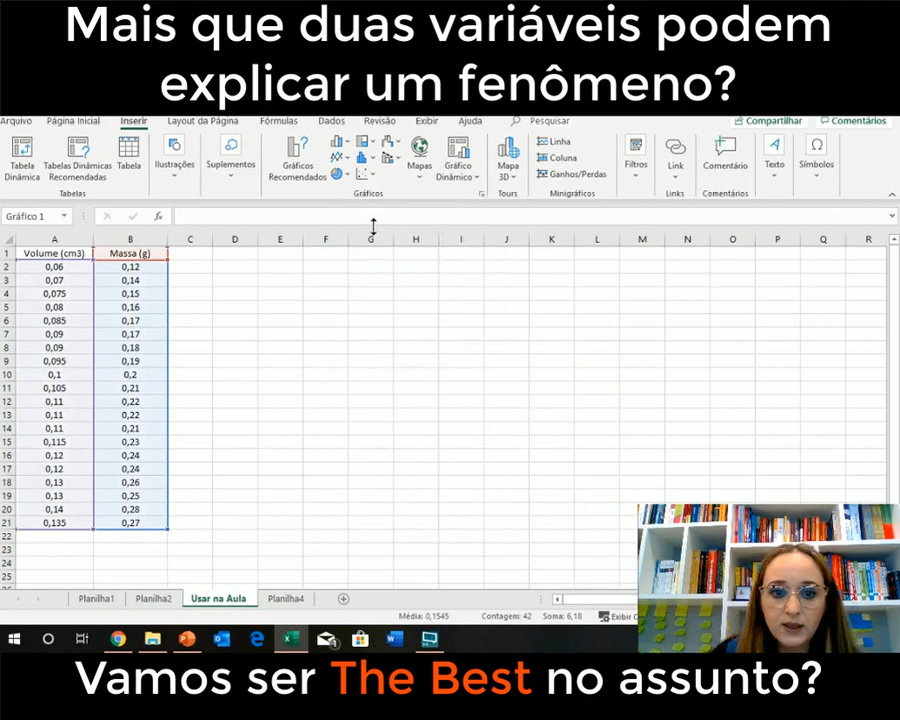 Mais que duas variáveis podem
explicar um fenômeno?
Arquivo Página Inicial Inserir Layout da Página Fórmulas Dados Revisão Exibir Ajuda Pesquisar Compartilhar Comentários
Tabela Dinâmica
Tabelas Dinâmicas Recomendadas
Tabela
Tabelas
Ilustrações
Suplementos
Gráficos Recomendados
Mapas
Gráfico Dinâmico
Gráficos
Mapa 3D
Tours
Linha
Coluna
Ganhos/Perdas
Minigráficos
Filtros
Link
Links
Comentário
Comentários
Texto
Símbolos
Gráfico 1 fx
A B C D E F G H I J K L M N O P Q R
1 Volume (cm3) Massa (g)
2 0,06 0,12
3 0,07 0,14
4 0,075 0,15
5 0,08 0,16
6 0,085 0,17
7 0,09 0,17
8 0,09 0,18
9 0,095 0,19
10 0,1 0,2
11 0,105 0,21
12 0,11 0,22
13 0,11 0,22
14 0,11 0,21
15 0,115 0,23
16 0,12 0,24
17 0,12 0,24
18 0,13 0,26
19 0,13 0,25
20 0,14 0,28
21 0,135 0,27
22
23
24
25
Planilha1 Planilha2 Usar na Aula Planilha4
Média: 0,1545 Contagem: 42 Soma: 6,18 Exibir
Vamos ser The Best no assunto?